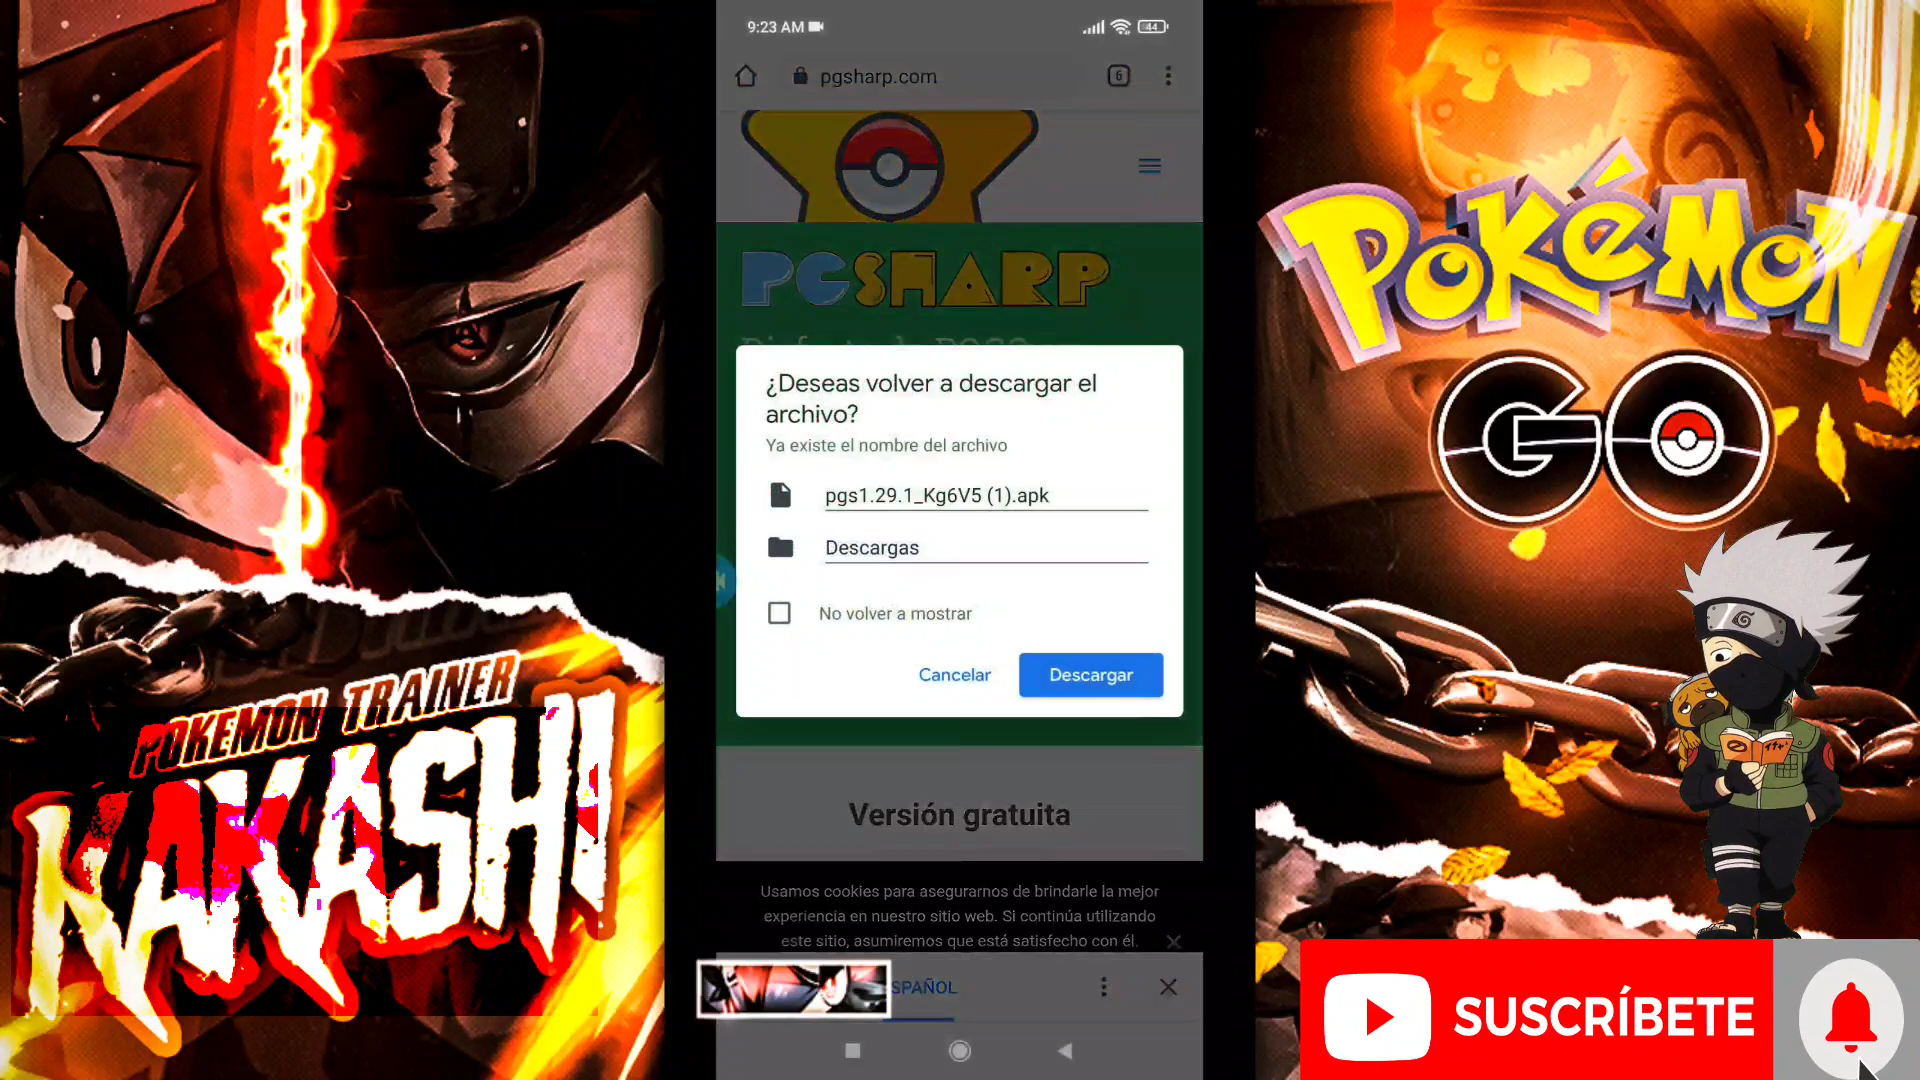 POKEMON TRAINER
KAKASHI
9:23 AM
44
pgsharp.com
6
PGSHARP
¿Deseas volver a descargar el
archivo?
Ya existe el nombre del archivo
pgs1.29.1_Kg6V5 (1).apk
Descargas
No volver a mostrar
Cancelar
Descargar
Versión gratuita
Usamos cookies para asegurarnos de brindarle la mejor
experiencia en nuestro sitio web. Si continúa utilizando
este sitio, asumiremos que está satisfecho con él.
SPAÑOL
POKéMON
GO
SUSCRÍBETE